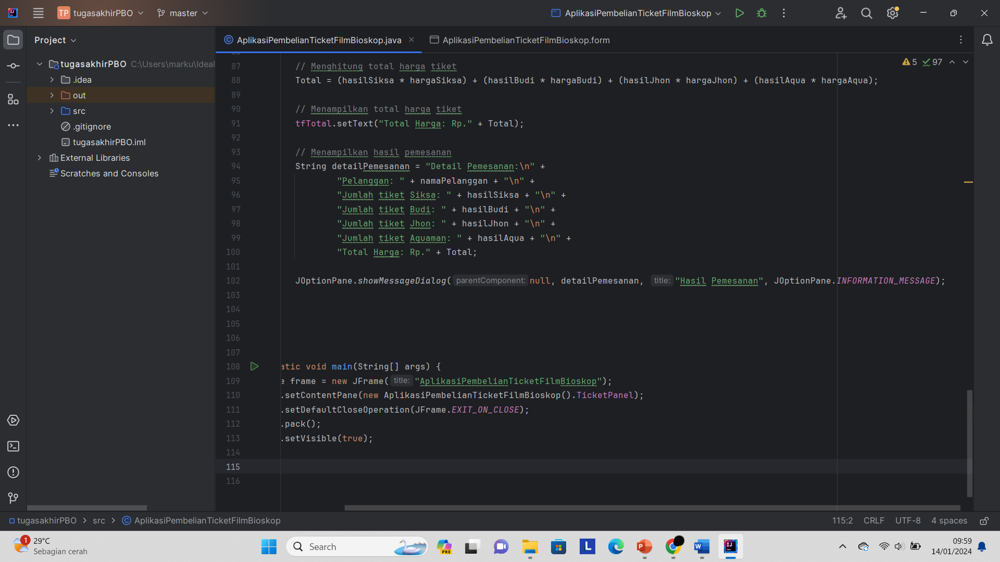 TP tugasakhirPBO master AplikasiPembelianTicketFilmBioskop
Project
AplikasiPembelianTicketFilmBioskop.java AplikasiPembelianTicketFilmBioskop.form
tugasakhirPBO C:\Users\marku\Ideal
.idea
out
src
.gitignore
tugasakhirPBO.iml
External Libraries
Scratches and Consoles
5 97
87 // Menghitung total harga tiket
88 Total = (hasilSiksa * hargaSiksa) + (hasilBudi * hargaBudi) + (hasilJhon * hargaJhon) + (hasilAqua * hargaAqua);
89
90 // Menampilkan total harga tiket
91 tfTotal.setText("Total Harga: Rp." + Total);
92
93 // Menampilkan hasil pemesanan
94 String detailPemesanan = "Detail Pemesanan:\n" +
95 "Pelanggan: " + namaPelanggan + "\n" +
96 "Jumlah tiket Siksa: " + hasilSiksa + "\n" +
97 "Jumlah tiket Budi: " + hasilBudi + "\n" +
98 "Jumlah tiket Jhon: " + hasilJhon + "\n" +
99 "Jumlah tiket Aquaman: " + hasilAqua + "\n" +
100 "Total Harga: Rp." + Total;
101
102 JOptionPane.showMessageDialog( parentComponent: null, detailPemesanan, title: "Hasil Pemesanan", JOptionPane.INFORMATION_MESSAGE);
103
104
105
106
107
108 atic void main(String[] args) {
109 e frame = new JFrame( title: "AplikasiPembelianTicketFilmBioskop");
110 .setContentPane(new AplikasiPembelianTicketFilmBioskop().TicketPanel);
111 .setDefaultCloseOperation(JFrame.EXIT_ON_CLOSE);
112 .pack();
113 .setVisible(true);
114
115
116
tugasakhirPBO > src > AplikasiPembelianTicketFilmBioskop
115:2 CRLF UTF-8 4 spaces
1 29°C
Sebagian cerah
Search
PRE
09:59
14/01/2024